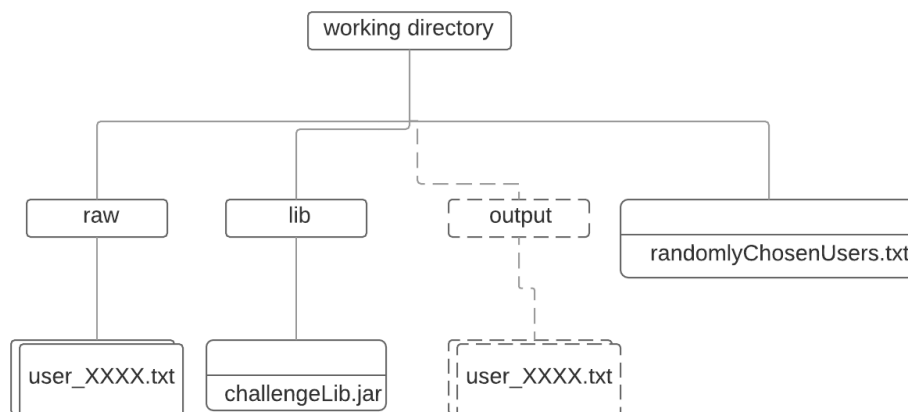 working directory
raw
lib
output
randomlyChosenUsers.txt
user_XXXX.txt
challengeLib.jar
user_XXXX.txt